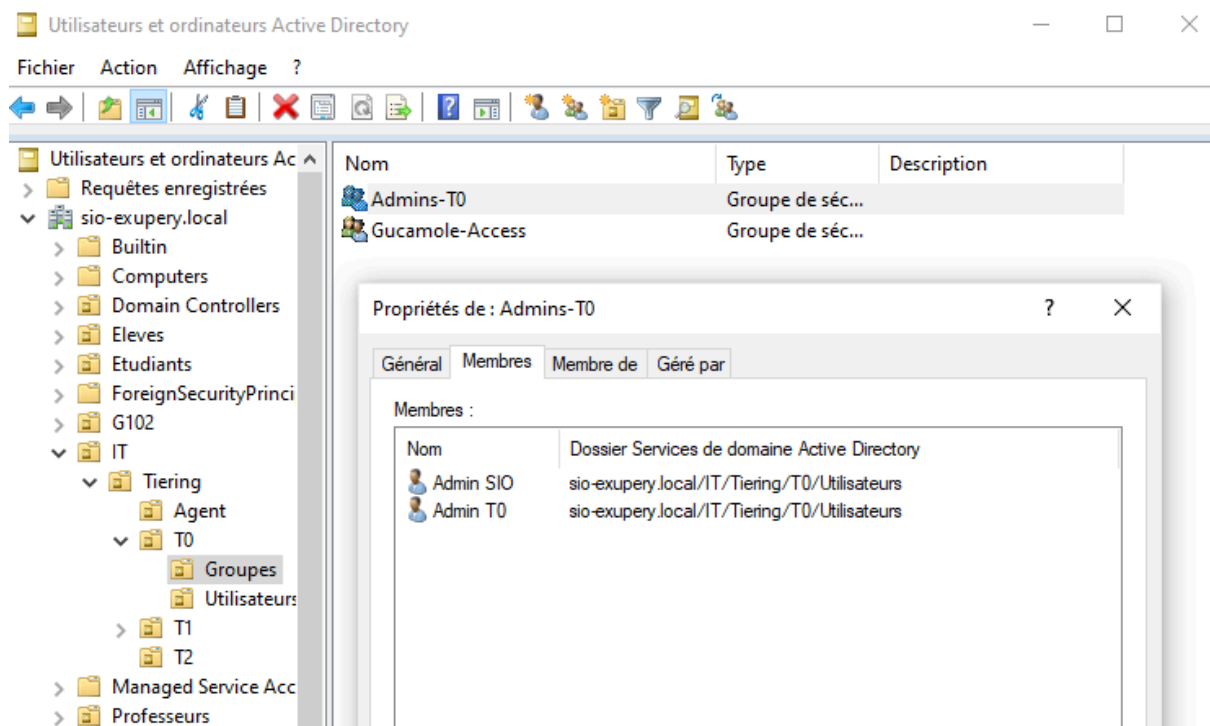 Utilisateurs et ordinateurs Active Directory
Fichier Action Affichage ?
Utilisateurs et ordinateurs Ac
Requêtes enregistrées
sio-exupery.local
Builtin
Computers
Domain Controllers
Eleves
Etudiants
ForeignSecurityPrinci
G102
IT
Tiering
Agent
T0
Groupes
Utilisateurs
T1
T2
Managed Service Acc
Professeurs
Nom Type Description
Admins-T0 Groupe de séc...
Gucamole-Access Groupe de séc...
Propriétés de : Admins-T0 ?
Général Membres Membre de Géré par
Membres :
Nom Dossier Services de domaine Active Directory
Admin SIO sio-exupery.local/IT/Tiering/T0/Utilisateurs
Admin T0 sio-exupery.local/IT/Tiering/T0/Utilisateurs